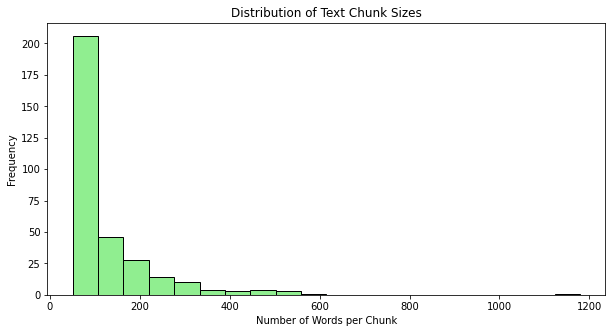 Distribution of Text Chunk Sizes
Frequency
200
175
150
125
100
75
50
25
0
0 200 400 600 800 1000 1200
Number of Words per Chunk